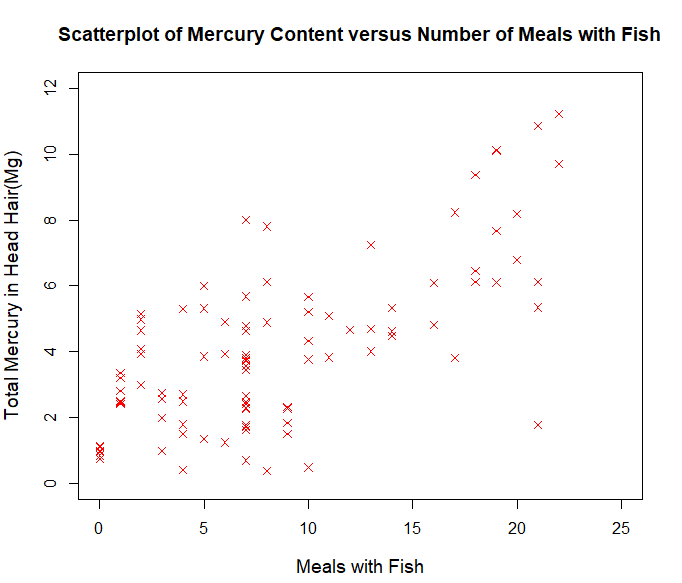 Scatterplot of Mercury Content versus Number of Meals with Fish
Total Mercury in Head Hair(Mg)
12
10
8
6
4
2
0
0 5 10 15 20 25
Meals with Fish